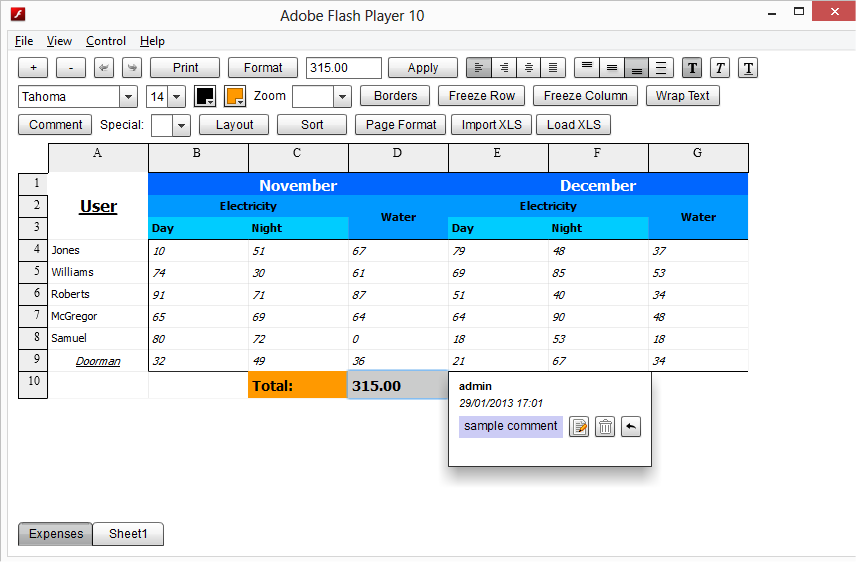 Adobe Flash Player 10
File View Control Help
+ - Print Format 315.00 Apply T T T
Tahoma 14 Zoom Borders Freeze Row Freeze Column Wrap Text
Comment Special: Layout Sort Page Format Import XLS Load XLS
A B C D E F G
1 November December
2 User Electricity Water Electricity Water
3 Day Night Day Night
4 Jones 10 51 67 79 48 37
5 Williams 74 30 61 69 85 53
6 Roberts 91 71 87 51 40 34
7 McGregor 65 69 64 64 90 48
8 Samuel 80 72 0 18 53 18
9 Doorman 32 49 36 21 67 34
10 Total: 315.00
admin
29/01/2013 17:01
sample comment
Expenses Sheet1